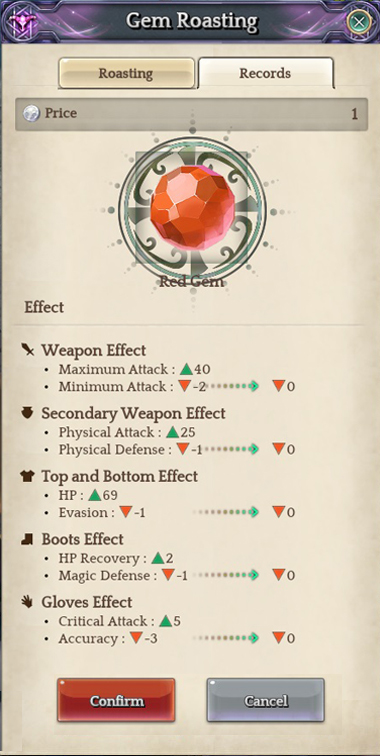 Gem Roasting
Roasting Records
Price 1
Red Gem
Effect
Weapon Effect
• Maximum Attack : ▲40
• Minimum Attack : ▼-2 ▼0
Secondary Weapon Effect
• Physical Attack : ▲25
• Physical Defense : ▼-1 ▼0
Top and Bottom Effect
• HP : ▲69
• Evasion : ▼-1 ▼0
Boots Effect
• HP Recovery : ▲2
• Magic Defense : ▼-1 ▼0
Gloves Effect
• Critical Attack : ▲5
• Accuracy : ▼-3 ▼0
Confirm Cancel